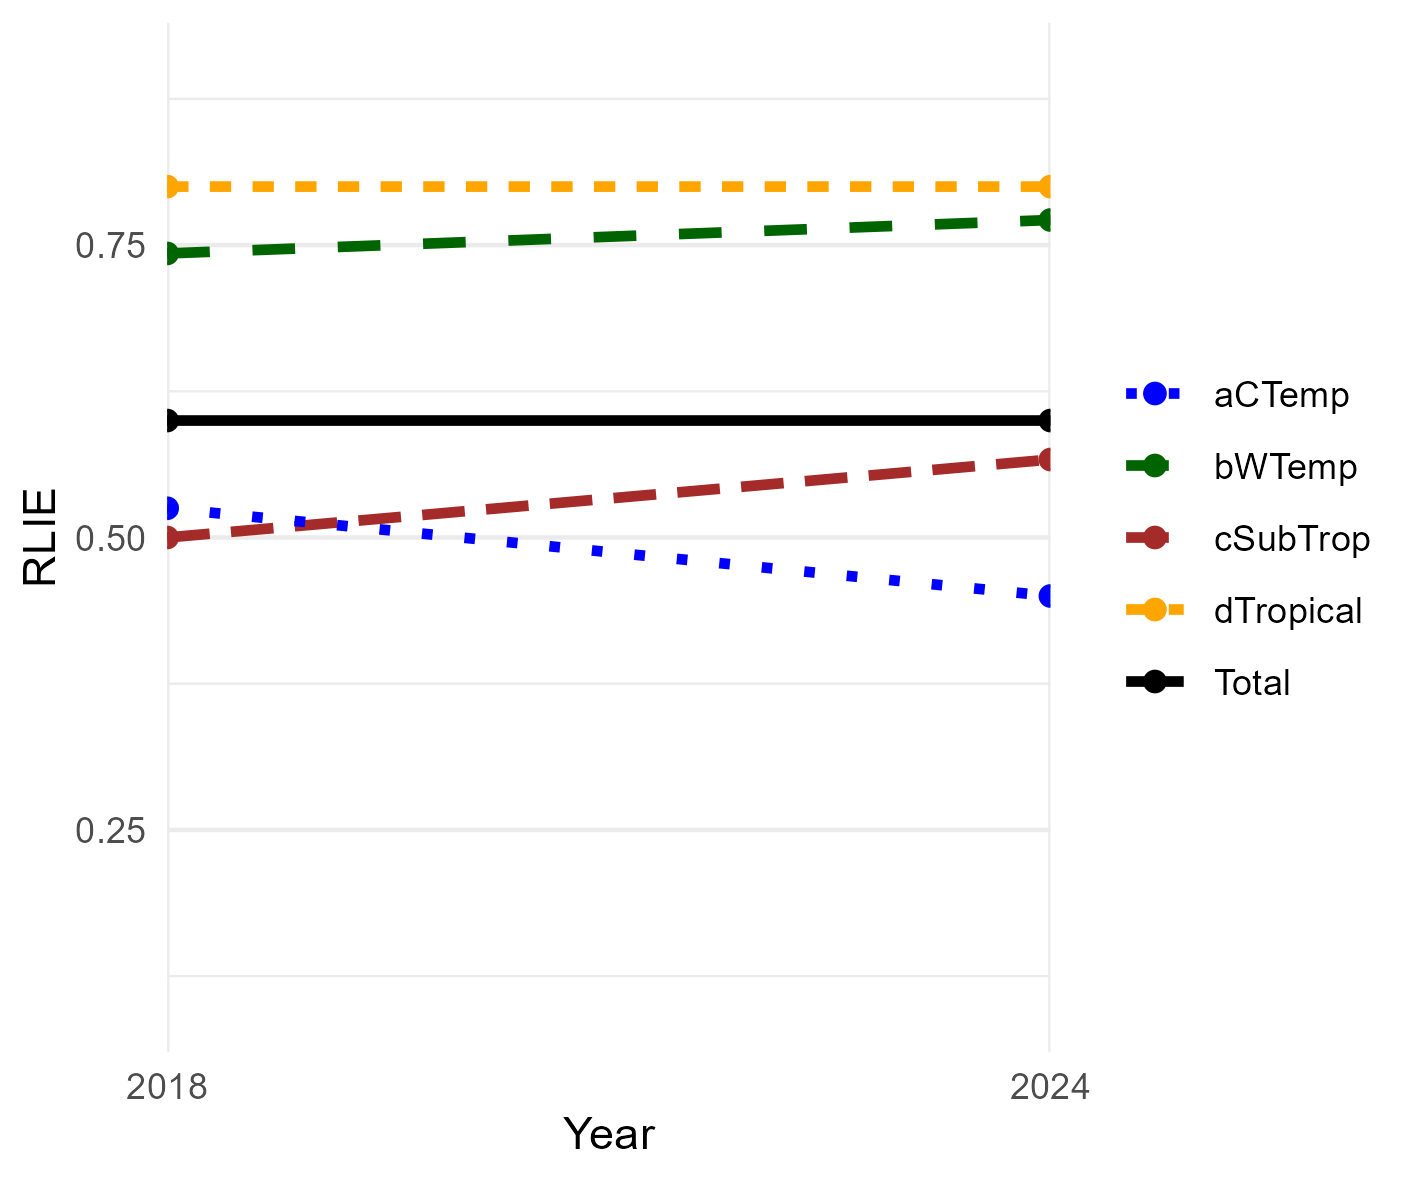 RLIE
0.75
0.50
0.25
2018
2024
Year
aCTemp
bWTemp
cSubTrop
dTropical
Total